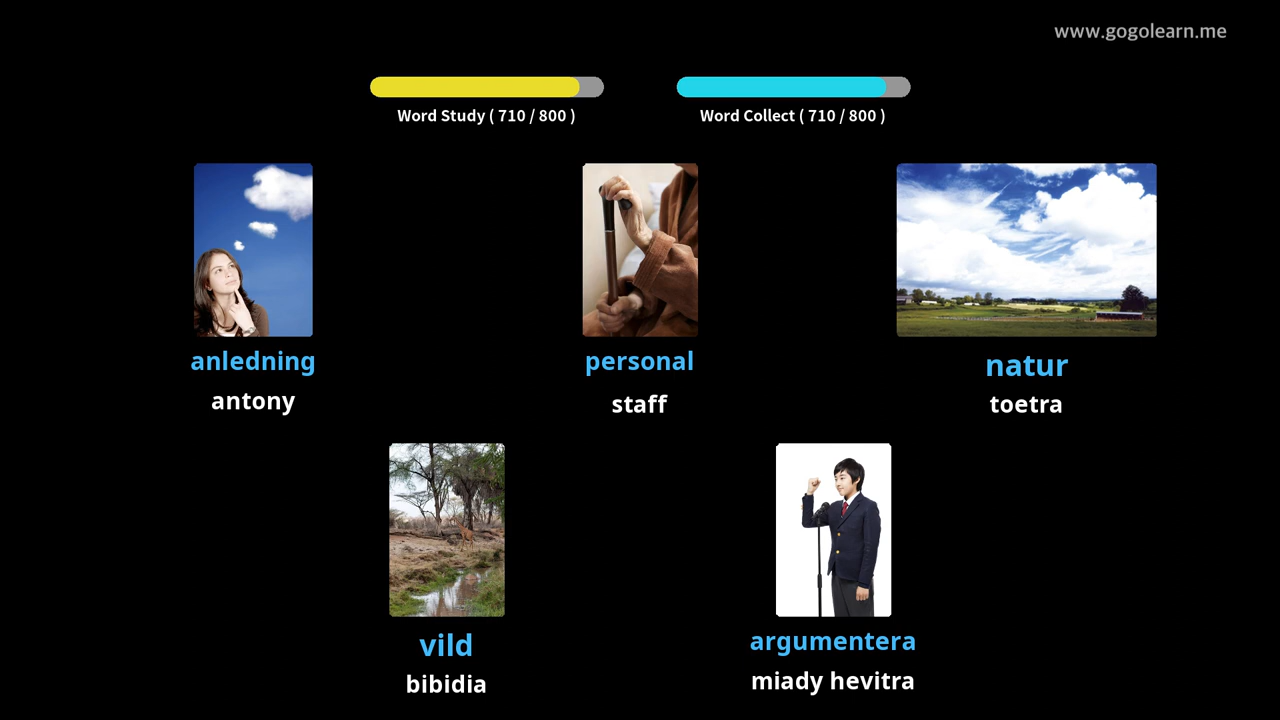 www.gogolearn.me
Word Study ( 710 / 800 )
Word Collect ( 710 / 800 )
anledning
personal
natur
antony
staff
toetra
vild
argumentera
bibidia
miady hevitra